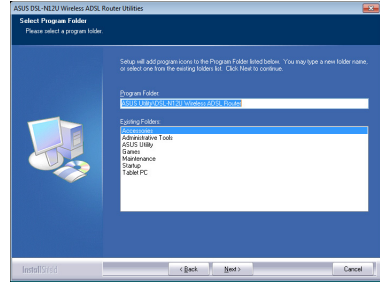 ASUS DSL-N12U Wireless ADSL Router Utilities
Select Program Folder
Please select a program folder.
Setup will add program icons to the Program Folder listed below. You may type a new folder name,
or select one from the existing folders list. Click Next to continue.
Program Folder:
ASUS Utility\DSL-N12U Wireless ADSL Router
Existing Folders:
Accessories
Administrative Tools
ASUS Utility
Games
Maintenance
Startup
Tablet PC
InstallShield
< Back
Next >
Cancel